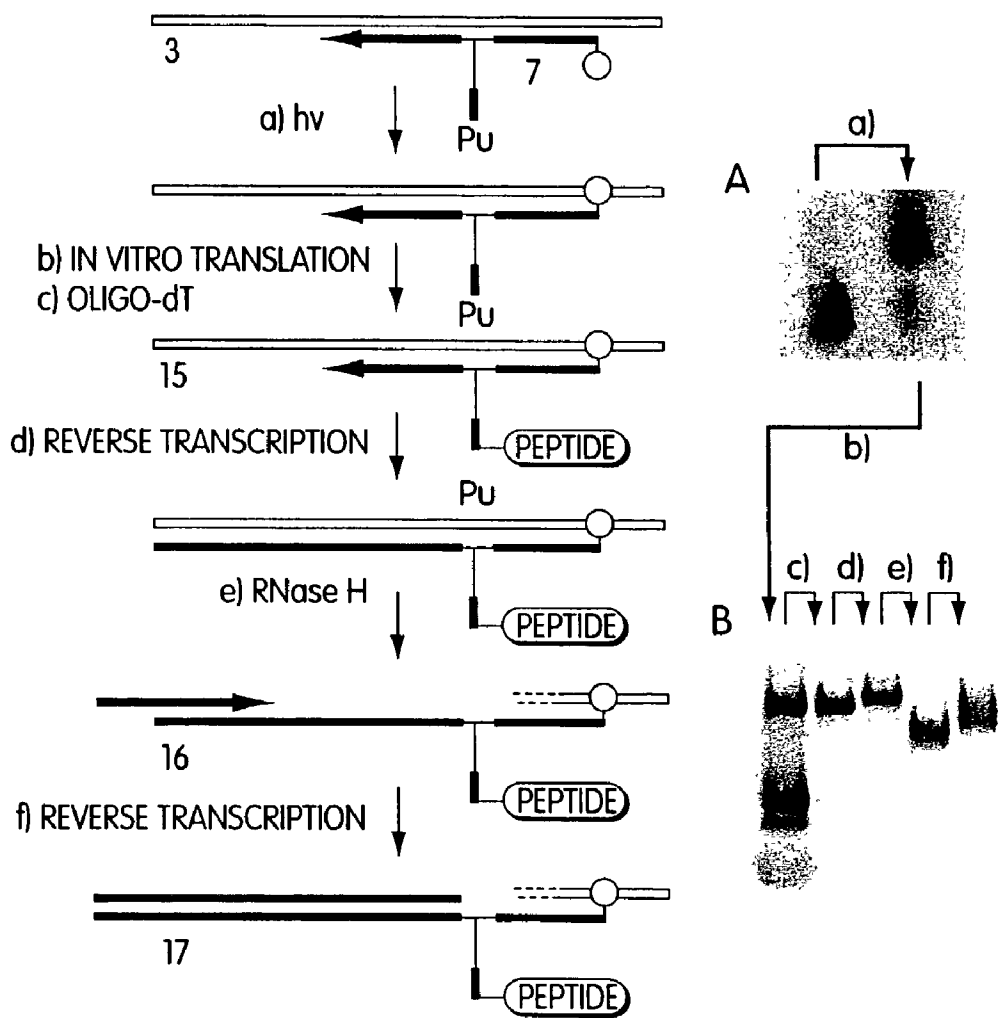 3
7
a) hν
Pu
b) IN VITRO TRANSLATION
c) OLIGO-dT
Pu
15
d) REVERSE TRANSCRIPTION
PEPTIDE
Pu
e) RNase H
PEPTIDE
16
PEPTIDE
f) REVERSE TRANSCRIPTION
17
PEPTIDE
a)
A
b)
c) d) e) f)
B